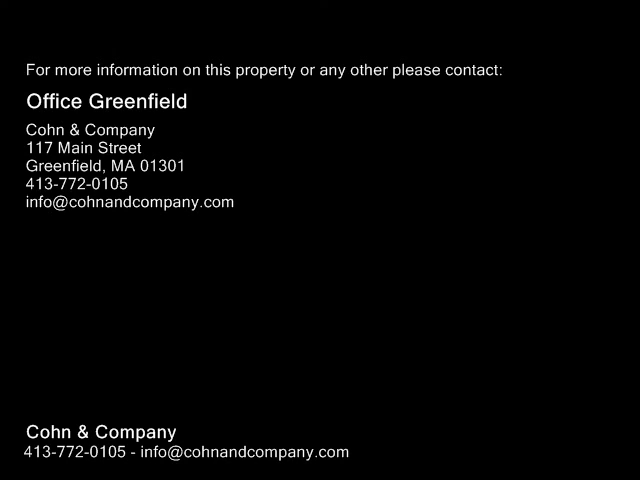 For more information on this property or any other please contact:
Office Greenfield
Cohn & Company
117 Main Street
Greenfield, MA 01301
413-772-0105
info@cohnandcompany.com
Cohn & Company
413-772-0105 - info@cohnandcompany.com